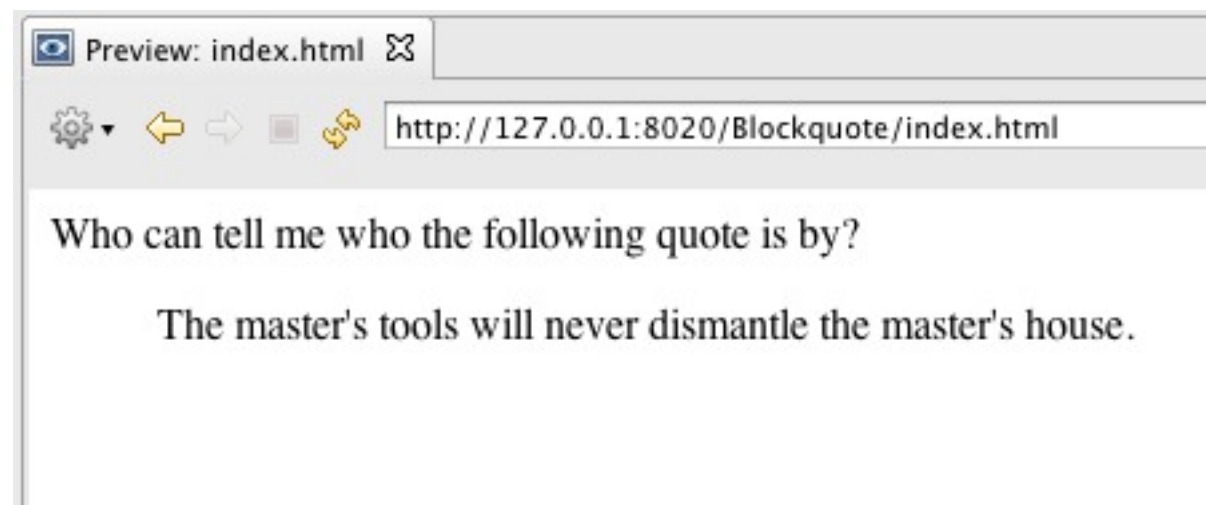 Preview: index.html
http://127.0.0.1:8020/Blockquote/index.html
Who can tell me who the following quote is by?
The master's tools will never dismantle the master's house.